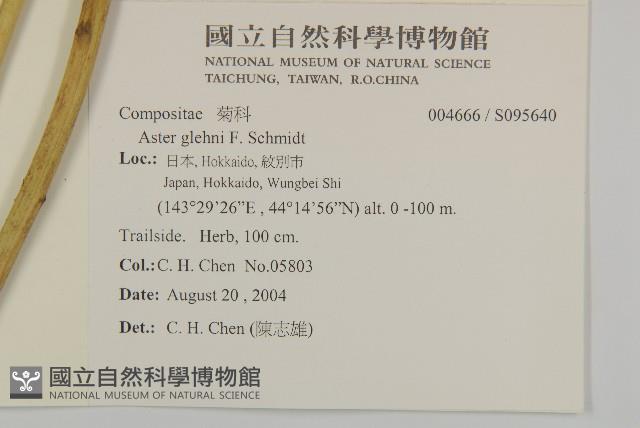 國立自然科學博物館
NATIONAL MUSEUM OF NATURAL SCIENCE
TAICHUNG, TAIWAN, R.O.CHINA
Compositae 菊科 004666 / S095640
Aster glehni F. Schmidt
Loc.: 日本, Hokkaido, 紋別市
Japan, Hokkaido, Wungbei Shi
(143°29’26”E , 44°14’56”N) alt. 0 -100 m.
Trailside. Herb, 100 cm.
Col.: C. H. Chen No.05803
Date: August 20 , 2004
Det.: C. H. Chen (陳志雄)
國立自然科學博物館
NATIONAL MUSEUM OF NATURAL SCIENCE